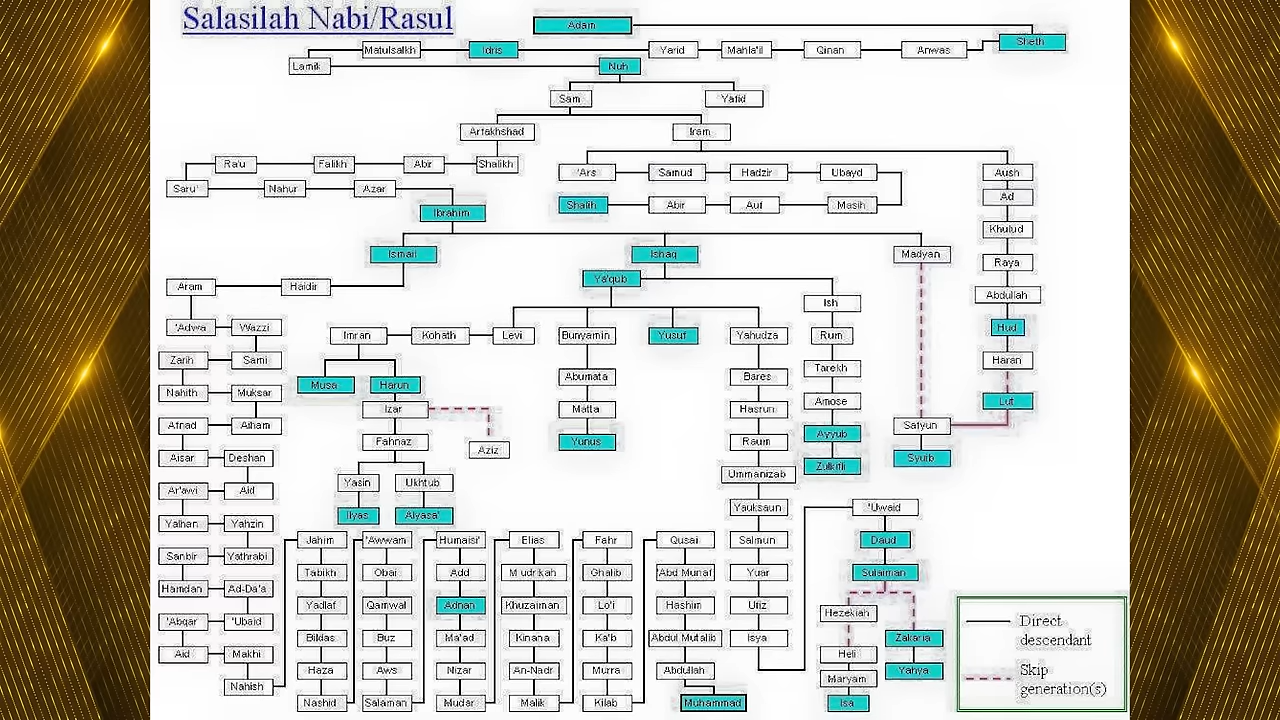 Salasilah Nabi/Rasul
Adam
Sheth
Matulsalkh Idris Yarid Mahla'il Qinan Anwas
Lamik Nuh
Sam Yafid
Arfakhshad Iram
Ra'u Falikh Abir Shalikh
'Ars Samud Hadzir Ubayd Aush
Saru' Nahur Azar
Ad
Shalih Abir Auf Masih
Ibrahim
Khulud
Ismail Ishaq Madyan
Raya
Ya'qub
Aram Haidir
Abdullah
Ish
'Adwa Wazzi
Hud
Imran Kohath Levi Bunyamin Yusuf Yahudza Rum
Zarih Sami
Haran
Tarekh
Abumata Bares
Musa Harun
Nahith Muksar
Amose Lut
Izar Matta Hasrun
Afnad Aiham
Safyun
Ayyub
Fahnaz Yunus Raum
Aziz
Aisar Deshan
Syuib
Zulkifli
Ummanizab
Yasin Ukhtub
Ar'awi Aid
Yauksaun 'Uwaid
Ilyas Alyasa'
Yalhan Yahzin
Jahim 'Awwam Humaisi' Elias Fahr Qusai Salmun Daud
Sanbir Yathrabi
Tabikh Obai Add Mudrikah Ghalib 'Abd Munaf Yuar Sulaiman
Hamdan Ad-Da'a
Yadlaf Qamwal Adnan Khuzaiman Lo'i Hashim Ufiz
Hezekiah
'Abqar 'Ubaid
Bildas Buz Ma'ad Kinana Ka'b Abdul Mutalib Isya Zakaria
Aid Makhi
Heli
Haza Aws Nizar An-Nadr Murra Abdullah Yahya
Maryam
Nahish
Nashid Salaman Mudar Malik Kilab Muhammad Isa
Direct
descendant
Skip
generation(s)